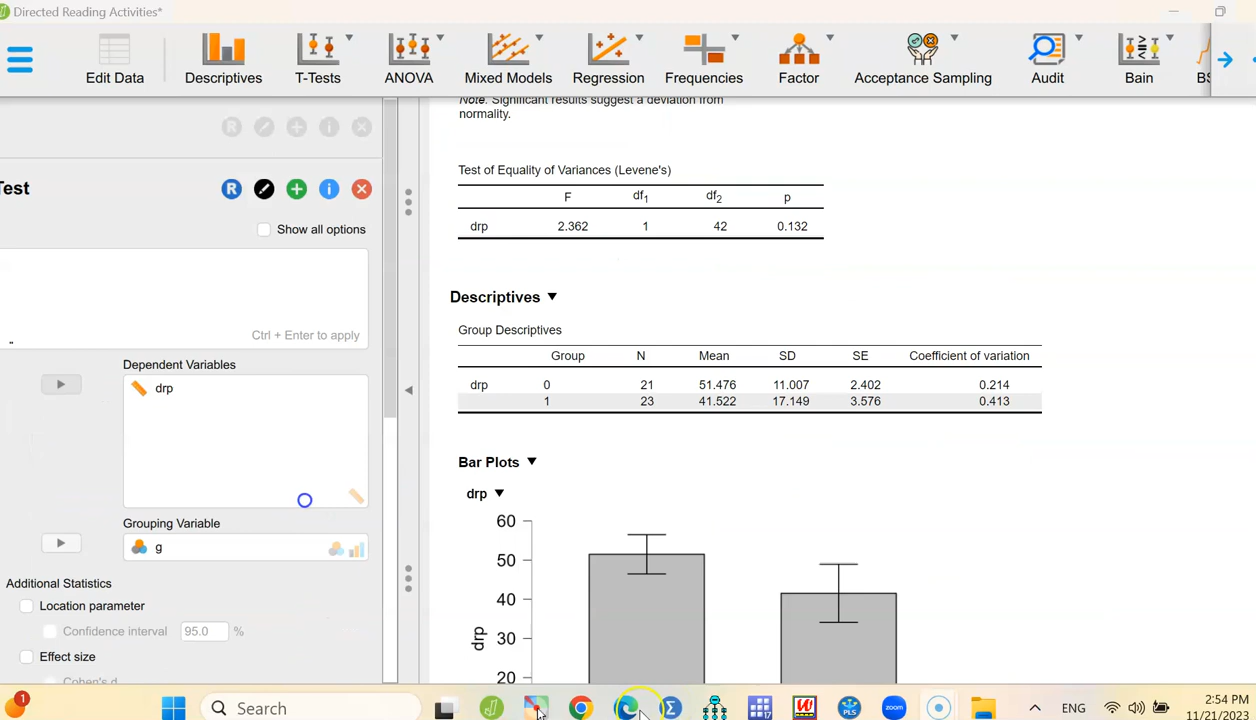 Directed Reading Activities*
Edit Data
Descriptives
T-Tests
ANOVA
Mixed Models
Regression
Frequencies
Factor
Acceptance Sampling
Audit
Bain
Note. Significant results suggest a deviation from
normality.
Test of Equality of Variances (Levene's)
F df1 df2 p
drp 2.362 1 42 0.132
Test
R
Show all options
Ctrl + Enter to apply
Dependent Variables
drp
Grouping Variable
g
Additional Statistics
Location parameter
Confidence interval 95.0 %
Effect size
Cohen's d
Descriptives
Group Descriptives
Group N Mean SD SE Coefficient of variation
drp 0 21 51.476 11.007 2.402 0.214
1 23 41.522 17.149 3.576 0.413
Bar Plots
drp
60
50
40
30
20
drp
1
Search
17
W
PLS
zoom
ENG
2:54 PM
11/21/2023